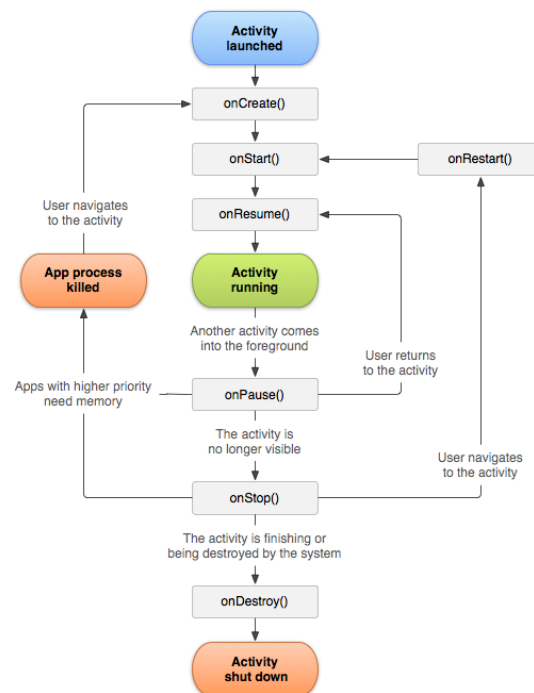 Activity
launched
onCreate()
onStart()
onRestart()
User navigates
to the activity
onResume()
App process
killed
Activity
running
Another activity comes
into the foreground
User returns
to the activity
Apps with higher priority
need memory
onPause()
The activity is
no longer visible
User navigates
to the activity
onStop()
The activity is finishing or
being destroyed by the system
onDestroy()
Activity
shut down